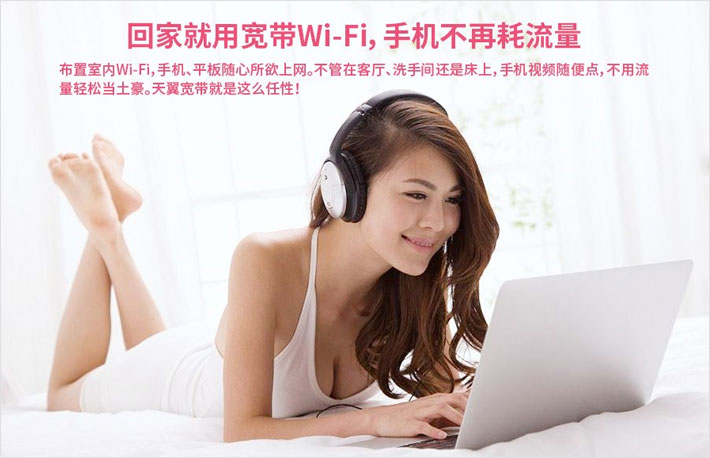 回家就用宽带Wi-Fi, 手机不再耗流量
布置室内Wi-Fi, 手机、平板随心所欲上网。不管在客厅、洗手间还是床上, 手机视频随便点, 不用流
量轻松当土豪。天翼宽带就是这么任性!